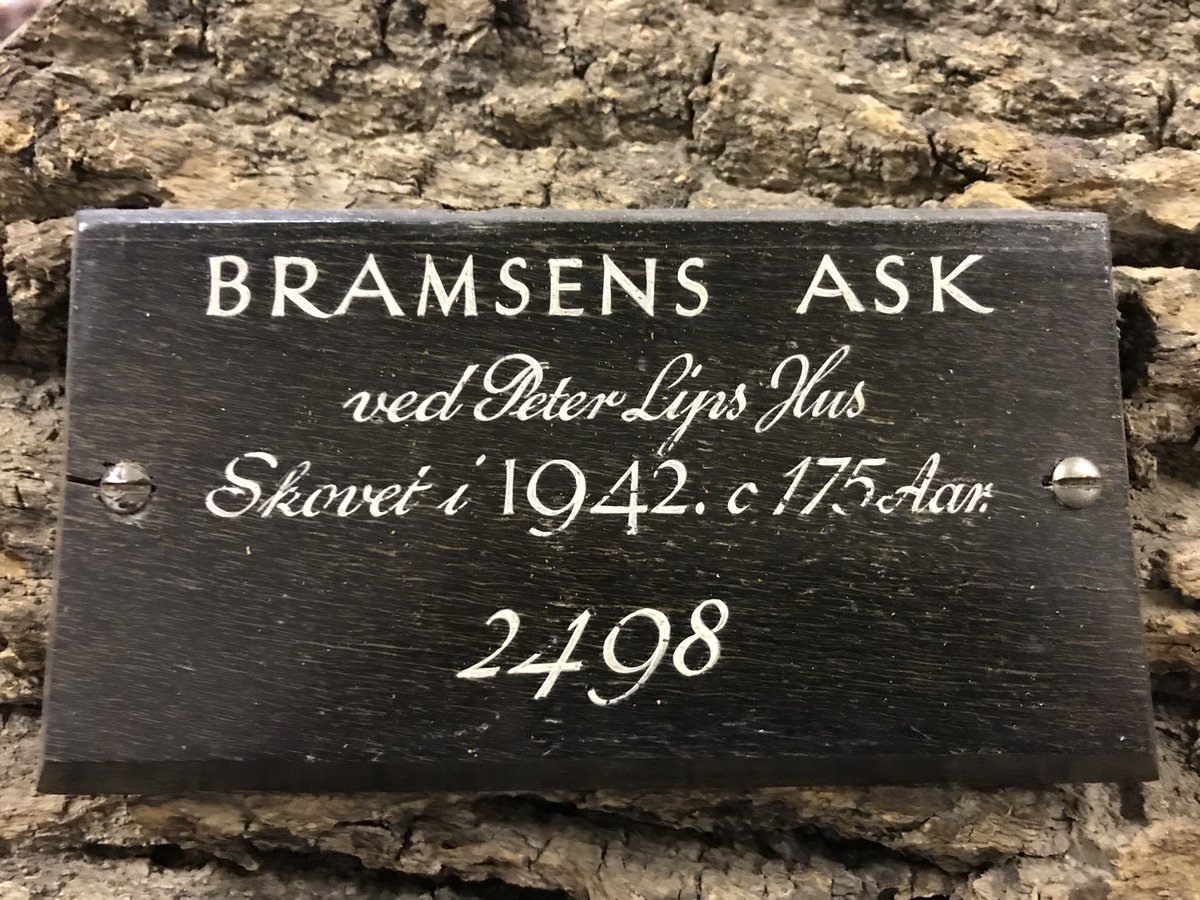 BRAMSENS ASK
ved Peter Lips Hus
Skovet i 1942. c 175 Aar.
2498